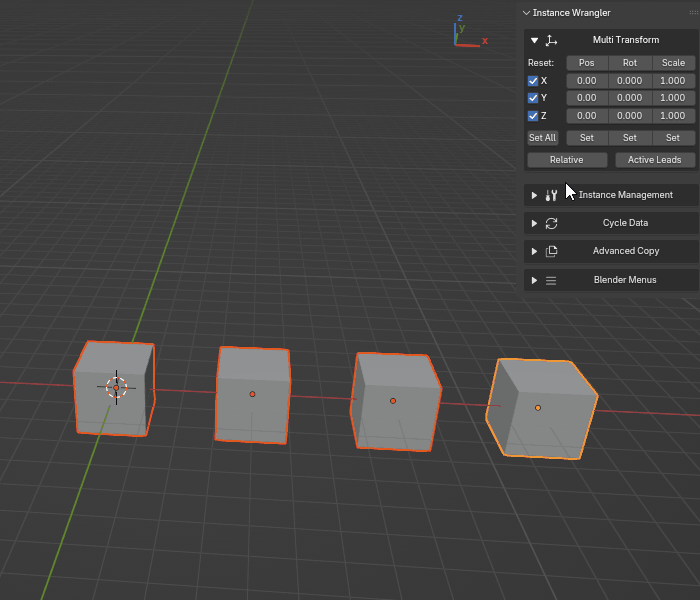 Instance Wrangler
Multi Transform
Reset: Pos Rot Scale
X 0.00 0.000 1.000
Y 0.00 0.000 1.000
Z 0.00 0.000 1.000
Set All Set Set Set
Relative Active Leads
Instance Management
Cycle Data
Advanced Copy
Blender Menus
z
y
x